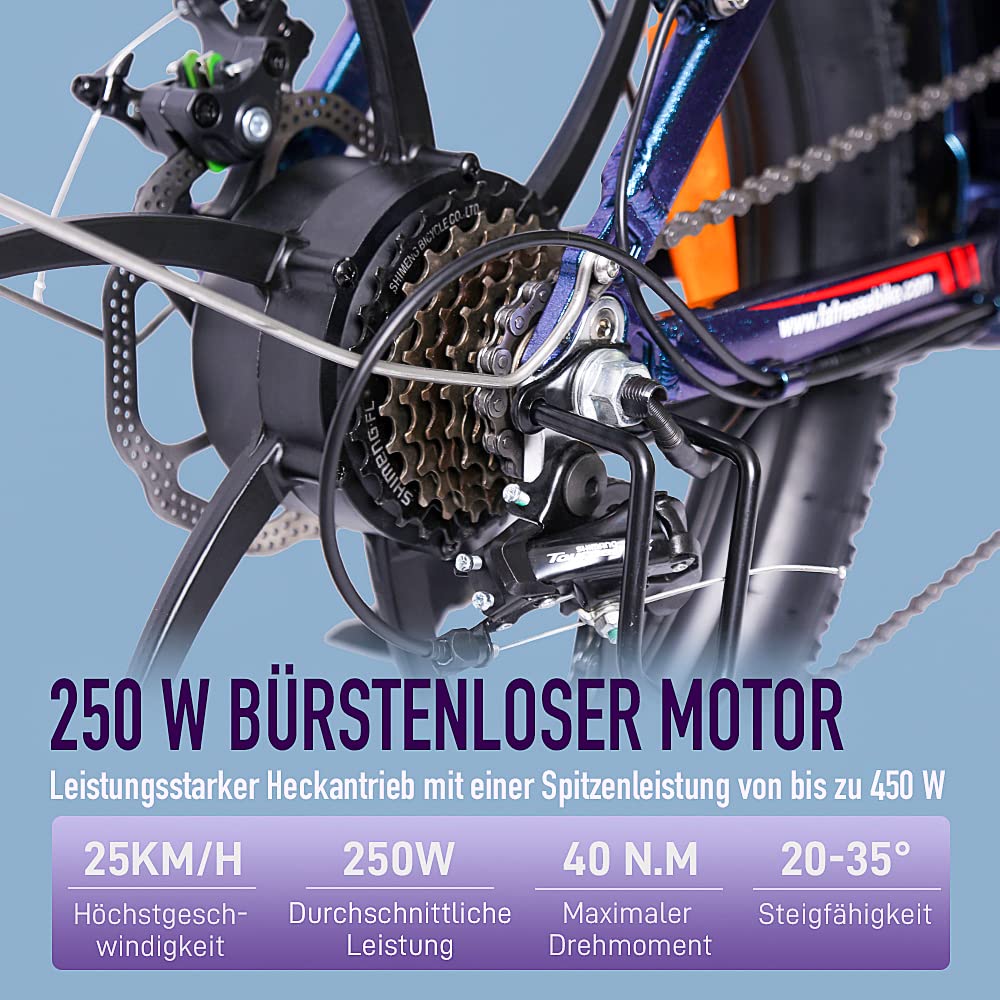 SHIMENG BICYCLE CO.,LTD.
SHIMENG-FL
www.fafreesebike.com
SHIMANO
250 W BÜRSTENLOSER MOTOR
Leistungsstarker Heckantrieb mit einer Spitzenleistung von bis zu 450 W
25KM/H
250W
40 N.M
20-35°
Höchstgesch-
windigkeit
Durchschnittliche
Leistung
Maximaler
Drehmoment
Steigfähigkeit